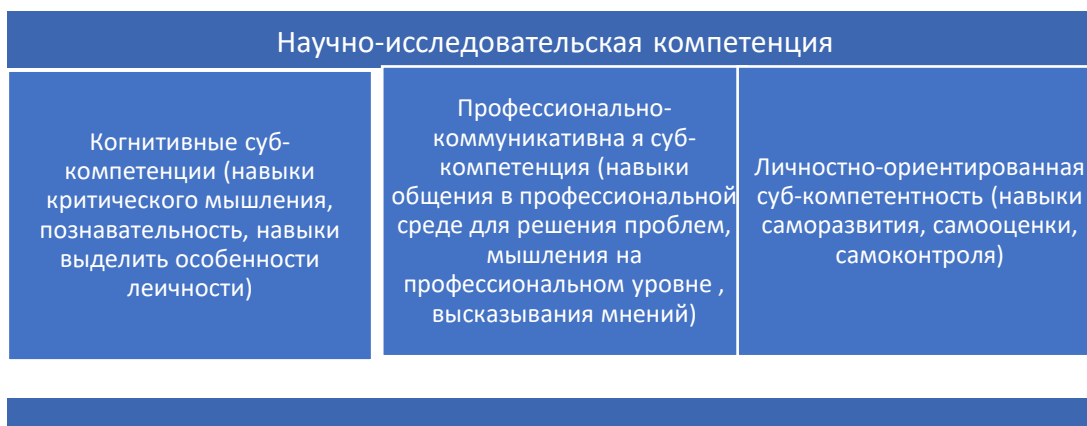 Научно-исследовательская компетенция
Когнитивные суб-
компетенции (навыки
критического мышления,
познавательность, навыки
выделить особенности
леичности)
Профессионально-
коммуникативна я суб-
компетенция (навыки
общения в профессиональной
среде для решения проблем,
мышления на
профессиональном уровне ,
высказывания мнений)
Личностно-ориентированная
суб-компетентность (навыки
саморазвития, самооценки,
самоконтроля)